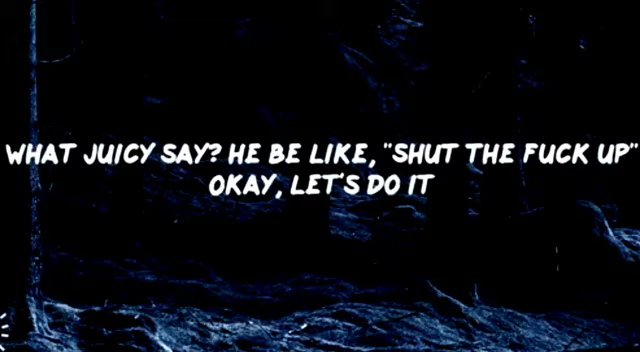 WHAT JUICY SAY? HE BE LIKE, "SHUT THE FUCK UP"
OKAY, LET'S DO IT